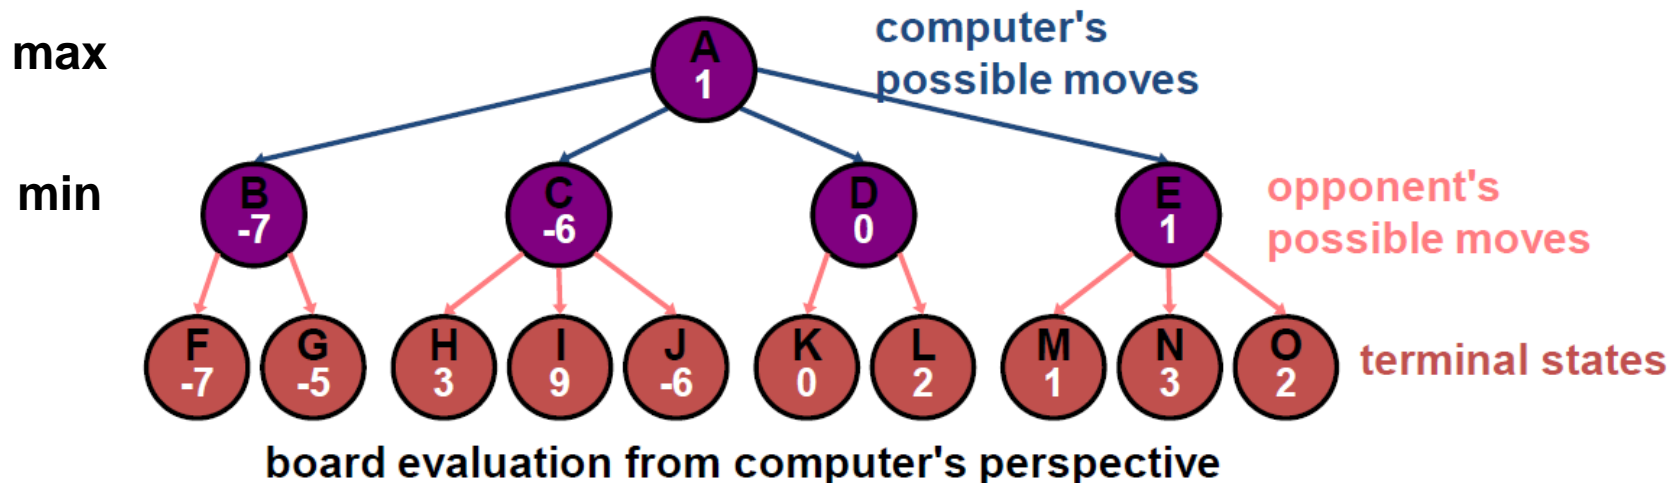 max
A
1
computer's
possible moves
min
B
-7
C
-6
D
0
E
1
opponent's
possible moves
F
-7
G
-5
H
3
I
9
J
-6
K
0
L
2
M
1
N
3
O
2
terminal states
board evaluation from computer's perspective